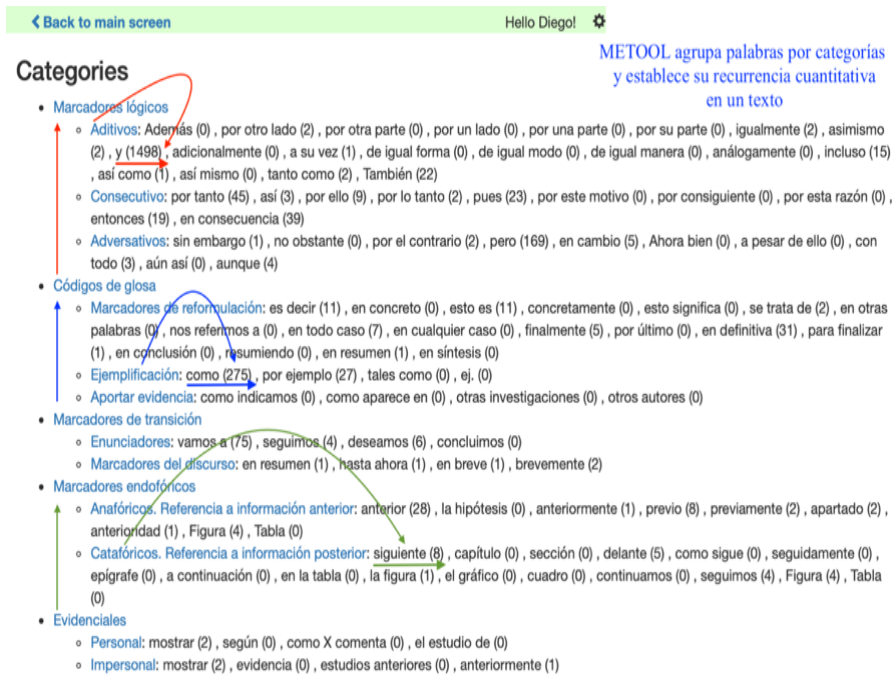 Back to main screen
Hello Diego!
METOOL agrupa palabras por categorías
y establece su recurrencia cuantitativa
en un texto
Categories
Marcadores lógicos
Aditivos: Además (0) , por otro lado (2) , por otra parte (0) , por un lado (0) , por una parte (0) , por su parte (0) , igualmente (2) , asimismo
(2) , y (1498) , adicionalmente (0) , a su vez (1) , de igual forma (0) , de igual modo (0) , de igual manera (0) , análogamente (0) , incluso (15)
, así como (1) , así mismo (0) , tanto como (2) , También (22)
Consecutivo: por tanto (45) , así (3) , por ello (9) , por lo tanto (2) , pues (23) , por este motivo (0) , por consiguiente (0) , por esta razón (0) ,
entonces (19) , en consecuencia (39)
Adversativos: sin embargo (1) , no obstante (0) , por el contrario (2) , pero (169) , en cambio (5) , Ahora bien (0) , a pesar de ello (0) , con
todo (3) , aún así (0) , aunque (4)
Códigos de glosa
Marcadores de reformulación: es decir (11) , en concreto (0) , esto es (11) , concretamente (0) , esto significa (0) , se trata de (2) , en otras
palabras (0) , nos referimos a (0) , en todo caso (7) , en cualquier caso (0) , finalmente (5) , por último (0) , en definitiva (31) , para finalizar
(1) , en conclusión (0) , resumiendo (0) , en resumen (1) , en síntesis (0)
Ejemplificación: como (275) , por ejemplo (27) , tales como (0) , ej. (0)
Aportar evidencia: como indicamos (0) , como aparece en (0) , otras investigaciones (0) , otros autores (0)
Marcadores de transición
Enunciadores: vamos a (75) , seguimos (4) , deseamos (6) , concluimos (0)
Marcadores del discurso: en resumen (1) , hasta ahora (1) , en breve (1) , brevemente (2)
Marcadores endofóricos
Anafóricos. Referencia a información anterior: anterior (28) , la hipótesis (0) , anteriormente (1) , previo (8) , previamente (2) , apartado (2) ,
anterioridad (1) , Figura (4) , Tabla (0)
Catafóricos. Referencia a información posterior: siguiente (8) , capítulo (0) , sección (0) , delante (5) , como sigue (0) , seguidamente (0) ,
epígrafe (0) , a continuación (0) , en la tabla (0) , la figura (1) , el gráfico (0) , cuadro (0) , continuamos (0) , seguimos (4) , Figura (4) , Tabla
(0)
Evidenciales
Personal: mostrar (2) , según (0) , como X comenta (0) , el estudio de (0)
Impersonal: mostrar (2) , evidencia (0) , estudios anteriores (0) , anteriormente (1)